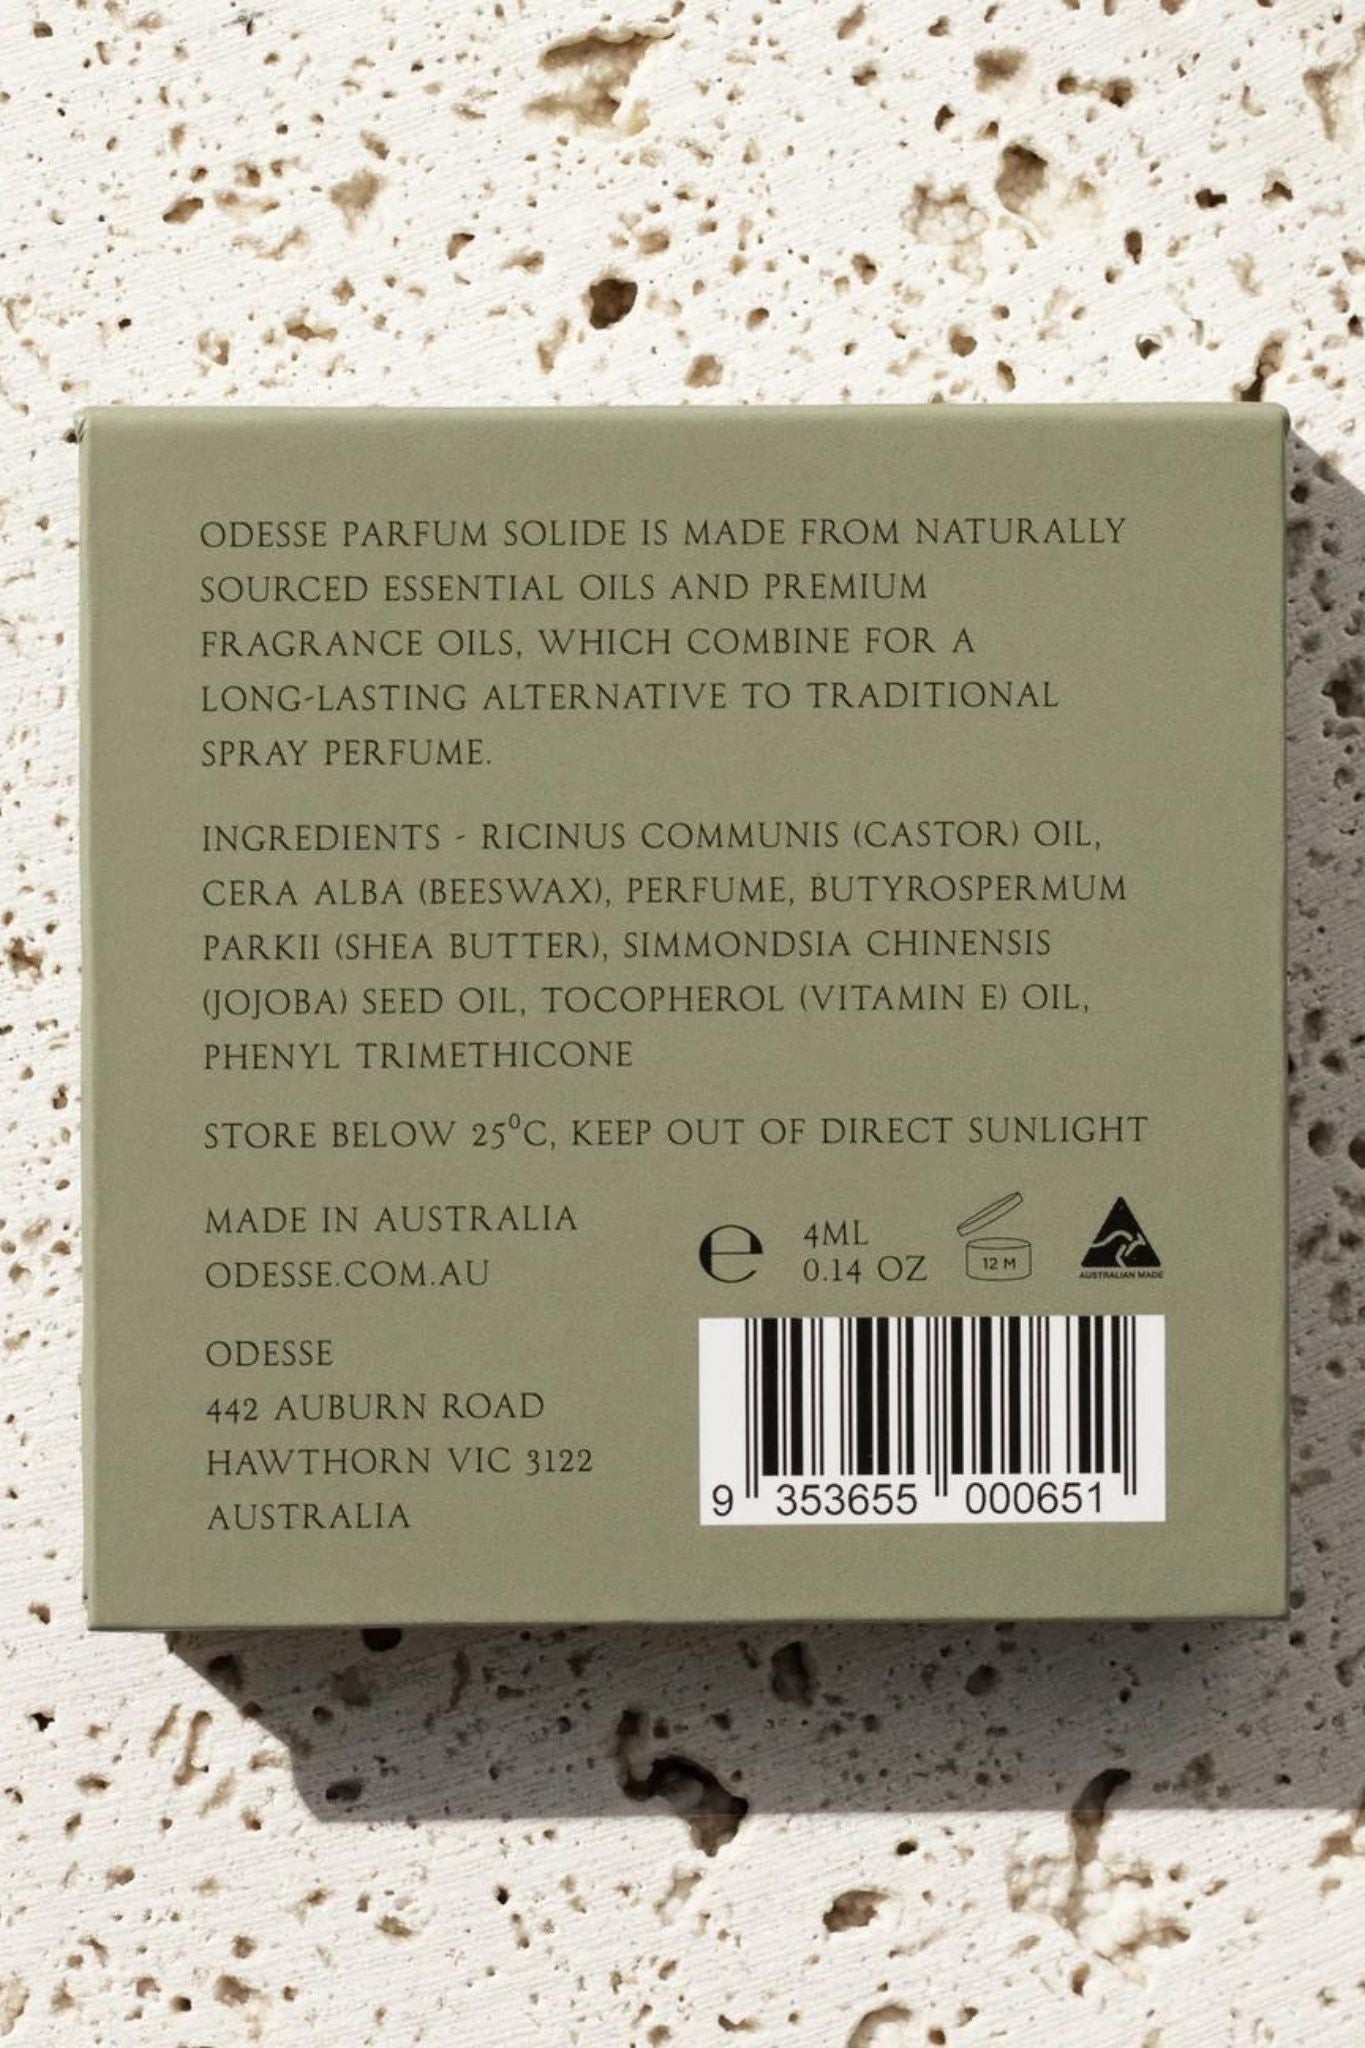 ODESSE PARFUM SOLIDE IS MADE FROM NATURALLY
SOURCED ESSENTIAL OILS AND PREMIUM
FRAGRANCE OILS, WHICH COMBINE FOR A
LONG-LASTING ALTERNATIVE TO TRADITIONAL
SPRAY PERFUME.
INGREDIENTS - RICINUS COMMUNIS (CASTOR) OIL,
CERA ALBA (BEESWAX), PERFUME, BUTYROSPERMUM
PARKII (SHEA BUTTER), SIMMONDSIA CHINENSIS
(JOJOBA) SEED OIL, TOCOPHEROL (VITAMIN E) OIL,
PHENYL TRIMETHICONE
STORE BELOW 25⁰C, KEEP OUT OF DIRECT SUNLIGHT
MADE IN AUSTRALIA
ODESSE.COM.AU
ODESSE
442 AUBURN ROAD
HAWTHORN VIC 3122
AUSTRALIA
℮
4ML
0.14 OZ
12 M
AUSTRALIAN MADE
9 353655 000651